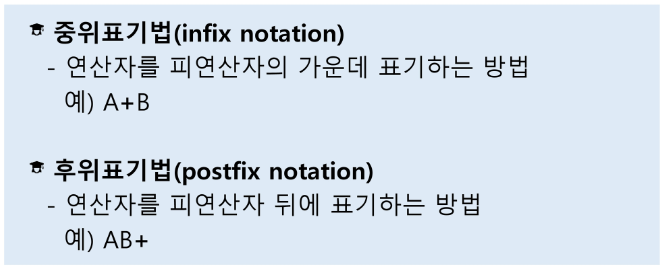 중위표기법(infix notation)
- 연산자를 피연산자의 가운데 표기하는 방법
예) A+B
후위표기법(postfix notation)
- 연산자를 피연산자 뒤에 표기하는 방법
예) AB+